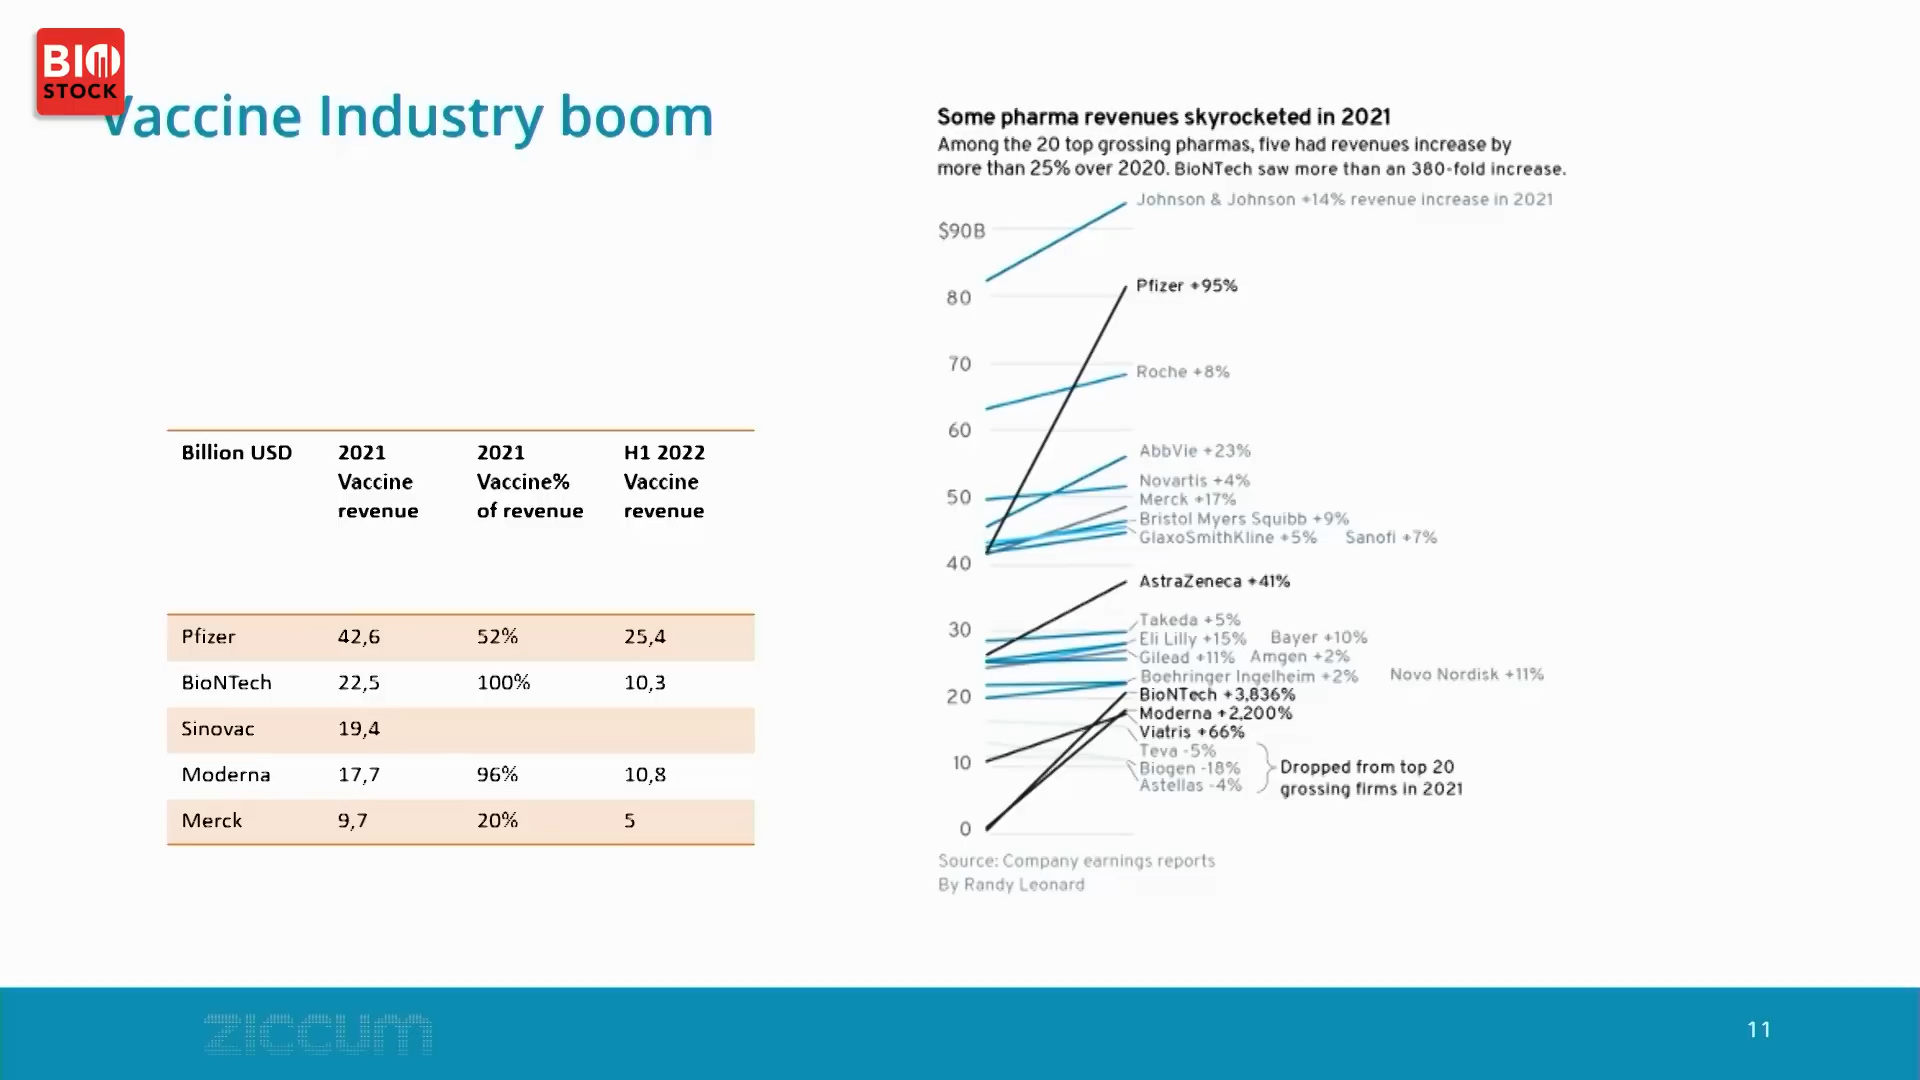 BIO
STOCK
Vaccine Industry boom
Billion USD
2021
Vaccine
revenue
2021
Vaccine%
of revenue
H1 2022
Vaccine
revenue
Pfizer 42,6 52% 25,4
BioNTech 22,5 100% 10,3
Sinovac 19,4
Moderna 17,7 96% 10,8
Merck 9,7 20% 5
Some pharma revenues skyrocketed in 2021
Among the 20 top grossing pharmas, five had revenues increase by
more than 25% over 2020. BioNTech saw more than an 380-fold increase.
Johnson & Johnson +14% revenue increase in 2021
$90B
Pfizer +95%
80
70
Roche +8%
60
AbbVie +23%
Novartis +4%
50
Merck +17%
Bristol Myers Squibb +9%
GlaxoSmithKline +5% Sanofi +7%
40
AstraZeneca +41%
Takeda +5%
30
Eli Lilly +15% Bayer +10%
Gilead +11% Amgen +2%
Boehringer Ingelheim +2% Novo Nordisk +11%
20
BioNTech +3,836%
Moderna +2,200%
Viatris +66%
Teva -5%
10
Biogen -18%
Astellas -4%
Dropped from top 20
grossing firms in 2021
0
Source: Company earnings reports
By Randy Leonard
ziccum
11